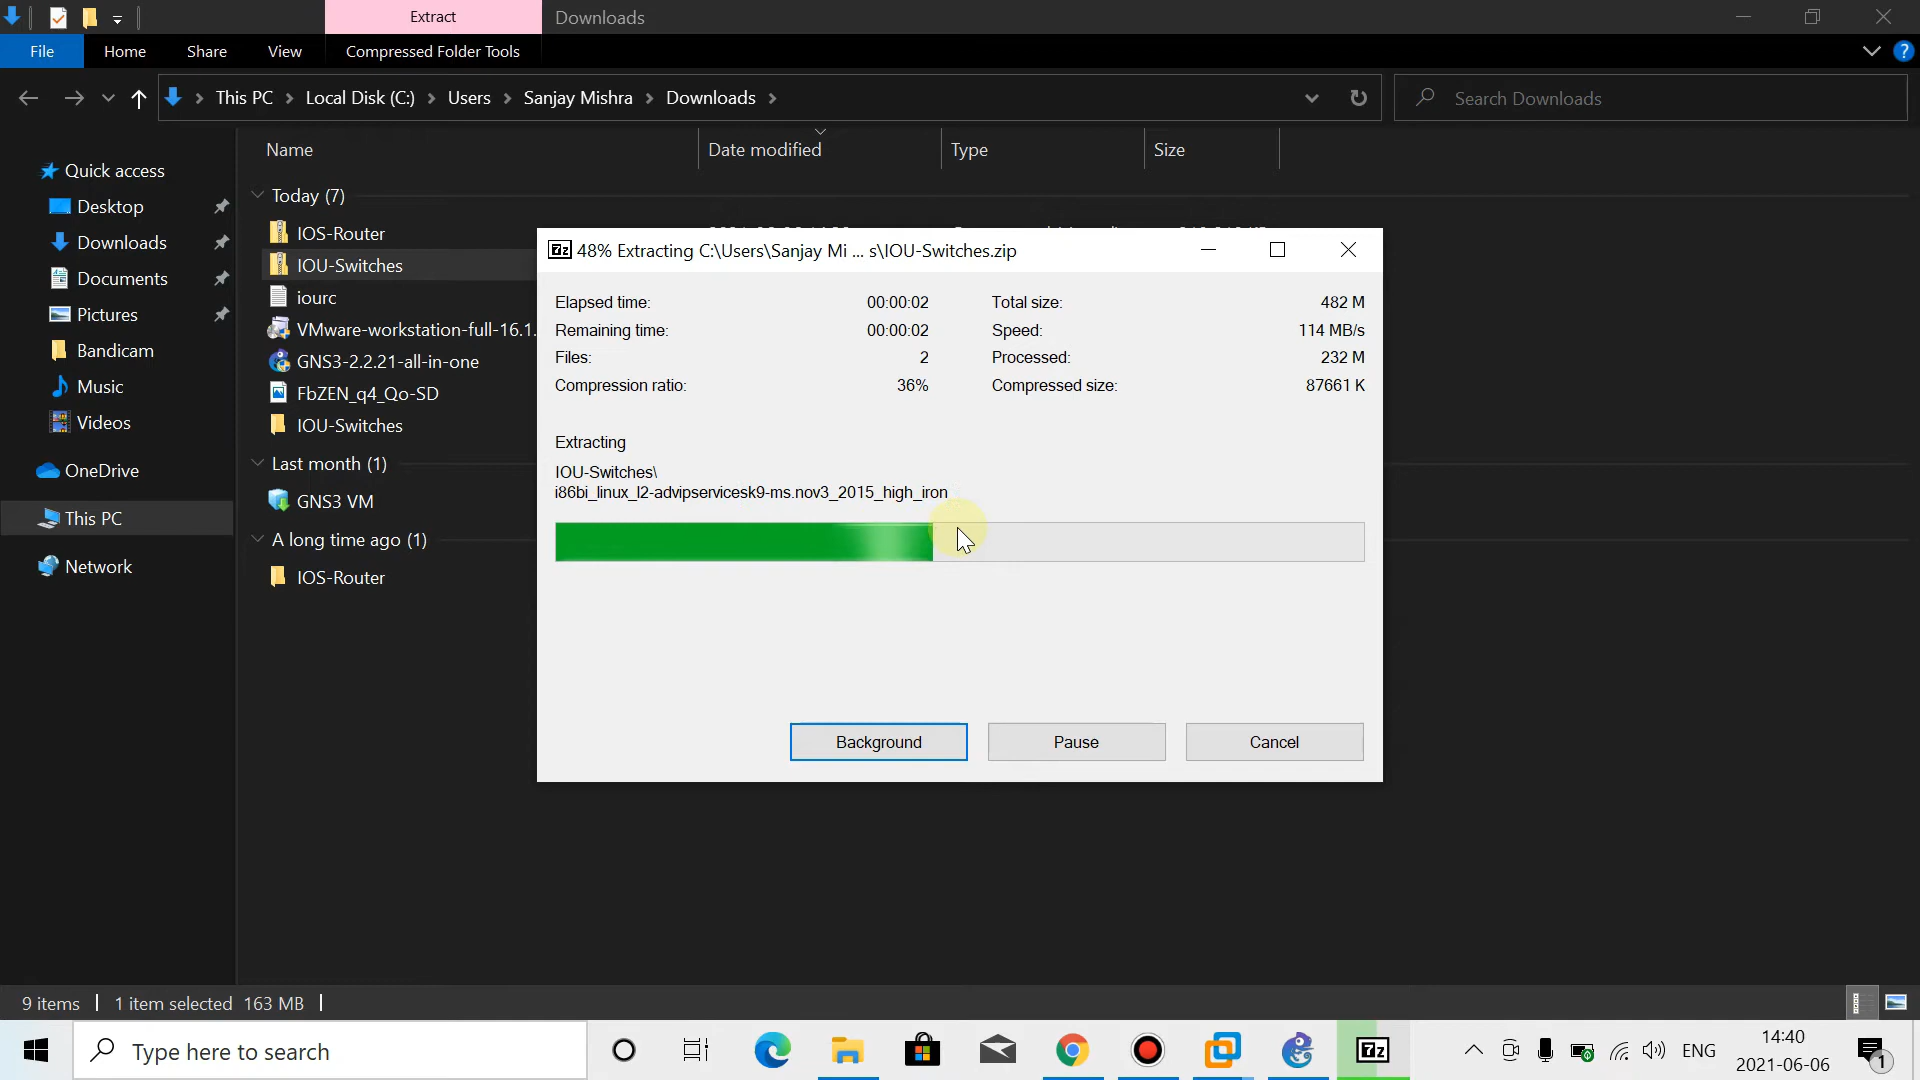 Extract
Downloads
File
Home
Share
View
Compressed Folder Tools
This PC
Local Disk (C:)
Users
Sanjay Mishra
Downloads
Search Downloads
Name
Date modified
Type
Size
Quick access
Desktop
Downloads
Documents
Pictures
Bandicam
Music
Videos
OneDrive
This PC
Network
Today (7)
IOS-Router
IOU-Switches
iourc
VMware-workstation-full-16.1.
GNS3-2.2.21-all-in-one
FbZEN_q4_Qo-SD
IOU-Switches
Last month (1)
GNS3 VM
A long time ago (1)
IOS-Router
7z 48% Extracting C:\Users\Sanjay Mi ... s\IOU-Switches.zip
Elapsed time: 00:00:02 Total size: 482 M
Remaining time: 00:00:02 Speed: 114 MB/s
Files: 2 Processed: 232 M
Compression ratio: 36% Compressed size: 87661 K
Extracting
IOU-Switches\
i86bi_linux_l2-advipservicesk9-ms.nov3_2015_high_iron
Background
Pause
Cancel
9 items
1 item selected 163 MB
Type here to search
7z
ENG
14:40
2021-06-06
1